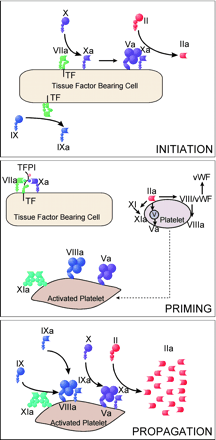 X
II
VIIa
Xa
Va
IIa
TF
Tissue Factor Bearing Cell
TF
IX
IXa
INITIATION
TFPI
VIIa
Xa
TF
Tissue Factor Bearing Cell
vWF
IIa
VIII/vWF
XI
V
Platelet
XIa
Va
VIIIa
VIIIa
Va
XIa
Activated Platelet
PRIMING
IXa
X
II
IIa
IX
IXa
Xa
XIa
VIIIa
Va
Activated Platelet
PROPAGATION